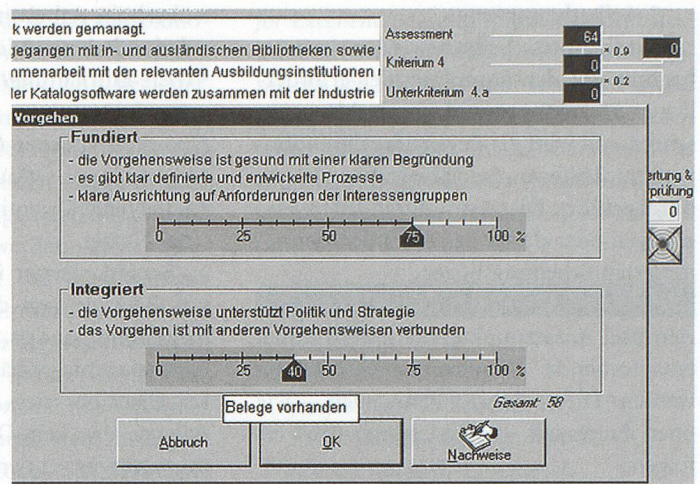 k werden gemanagt.
gegangen mit in- und ausländischen Bibliotheken sowie
nmenarbeit mit den relevanten Ausbildungsinstitutionen
ler Katalogsoftware werden zusammen mit der Industrie
Assessment 64 × 0.9 0
Kriterium 4 0 × 0.2
Unterkriterium 4.a 0
Vorgehen
Fundiert
- die Vorgehensweise ist gesund mit einer klaren Begründung
- es gibt klar definierte und entwickelte Prozesse
- klare Ausrichtung auf Anforderungen der Interessengruppen
0 25 50 75 100 %
ertung &
rprüfung
0
Integriert
- die Vorgehensweise unterstützt Politik und Strategie
- das Vorgehen ist mit anderen Vorgehensweisen verbunden
0 25 40 50 75 100 %
Gesamt: 58
Belege vorhanden
Abbruch OK Nachweise